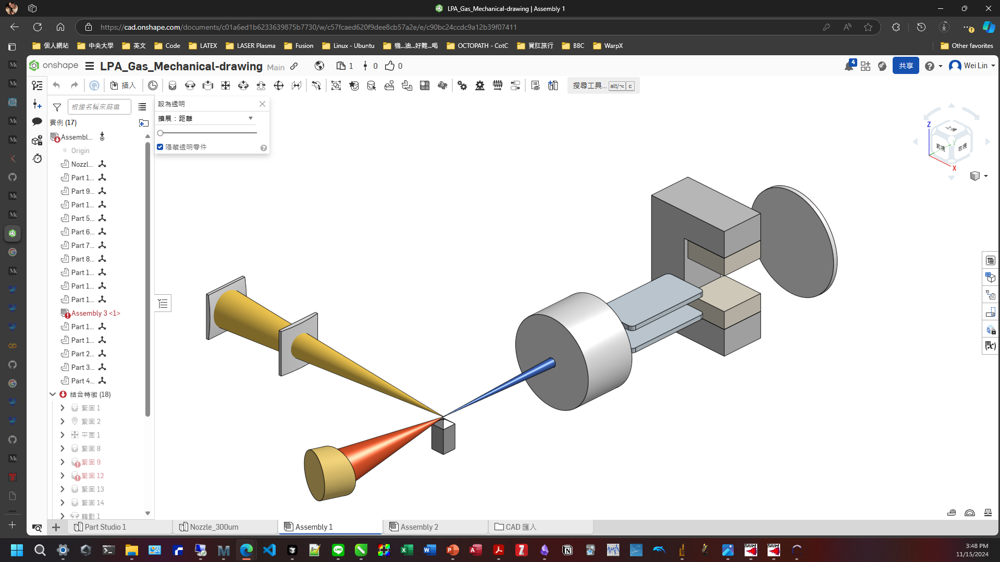 LPA_Gas_Mechanical-drawing | Assembly 1
https://cad.onshape.com/documents/c01a6ed1b6233639875b7730/w/c57fcaed620f9dee8cb57a2e/e/c90bc24ccdc9a12b39f07411
個人網站 中央大學 英文 Code LATEX LASER Plasma Fusion Linux - Ubuntu 機...油...好難...喝 OCTOPATH - CotC 寶肛旅行 BBC WarpX Other favorites
onshape LPA_Gas_Mechanical-drawing Main 1 0 0 4 共享 Wei Lin
插入 搜尋工具... alt/⌥ c
根據名稱來篩選
實例 (17)
Assembl...
Origin
Nozzl...
Part 1...
Part 9...
Part 1...
Part 5...
Part 6...
Part 7...
Part 8...
Part 1...
Part 1...
Part 1...
Assembly 3 <1>
Part 1...
Part 1...
Part 2...
Part 3...
Part 4...
結合特徵 (18)
緊固 1
緊固 2
平面 1
緊固 8
緊固 9
緊固 12
緊固 13
緊固 14
轉動 1
設為透明
擴展：距離
隱藏透明零件
Z
上視
Y
前視
右視
X
Part Studio 1 Nozzle_300um Assembly 1 Assembly 2 CAD 匯入
3:48 PM
11/15/2024